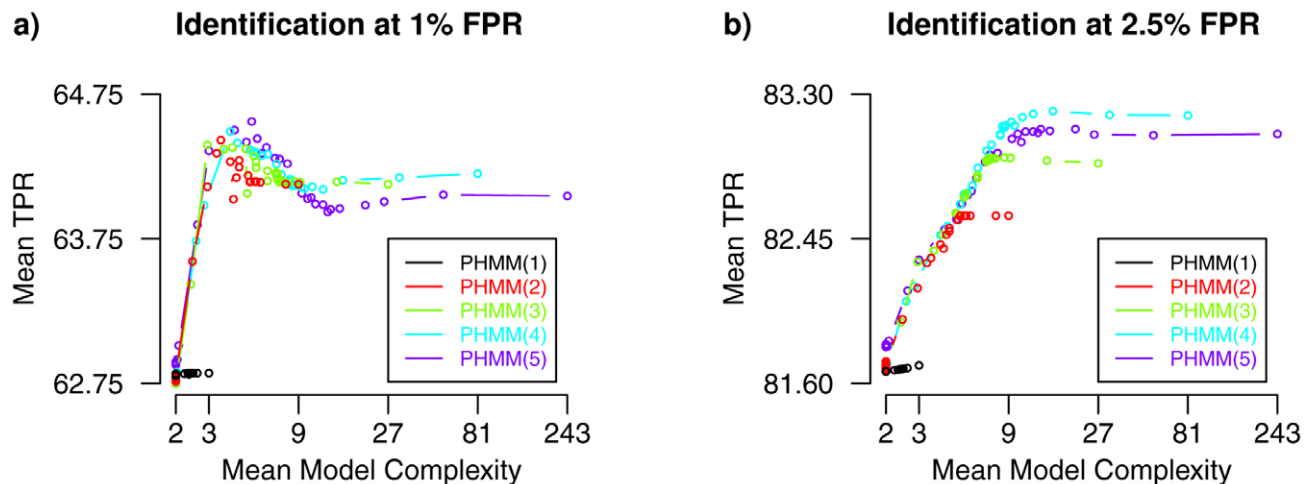 a) Identification at 1% FPR
64.75
63.75
62.75
Mean TPR
PHMM(1)
PHMM(2)
PHMM(3)
PHMM(4)
PHMM(5)
2 3 9 27 81 243
Mean Model Complexity
b) Identification at 2.5% FPR
83.30
82.45
81.60
Mean TPR
PHMM(1)
PHMM(2)
PHMM(3)
PHMM(4)
PHMM(5)
2 3 9 27 81 243
Mean Model Complexity